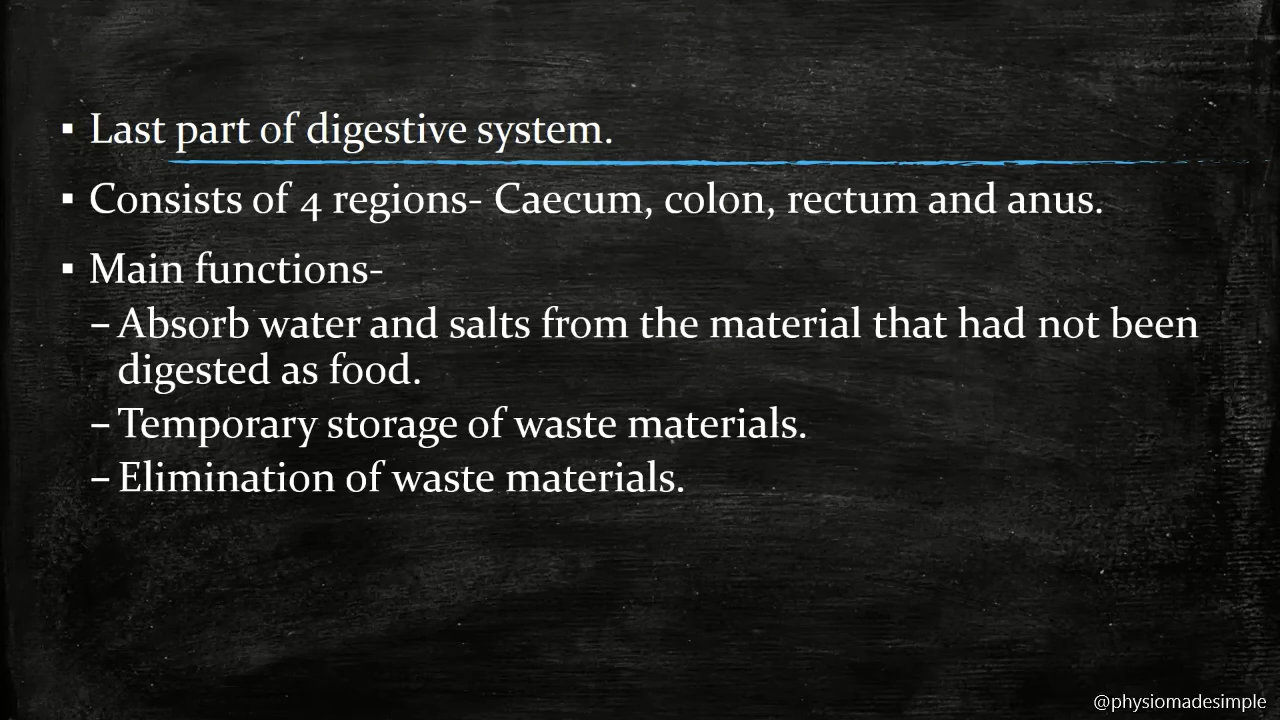 ▪ Last part of digestive system.
▪ Consists of 4 regions- Caecum, colon, rectum and anus.
▪ Main functions-
– Absorb water and salts from the material that had not been
digested as food.
– Temporary storage of waste materials.
– Elimination of waste materials.
@physiomadesimple